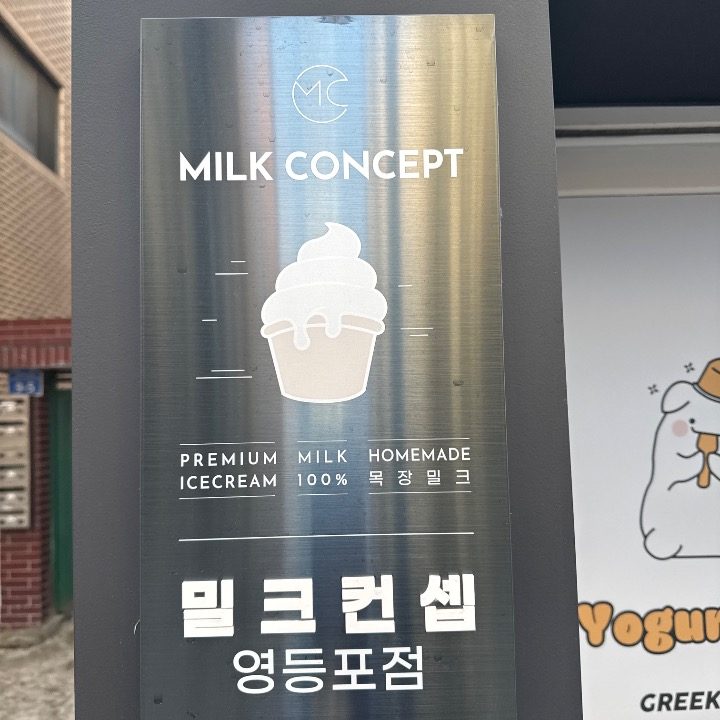 MC
MILK CONCEPT
PREMIUM MILK HOMEMADE
ICECREAM 100% 목장밀크
밀크컨셉
영등포점
Yogur
GREEK